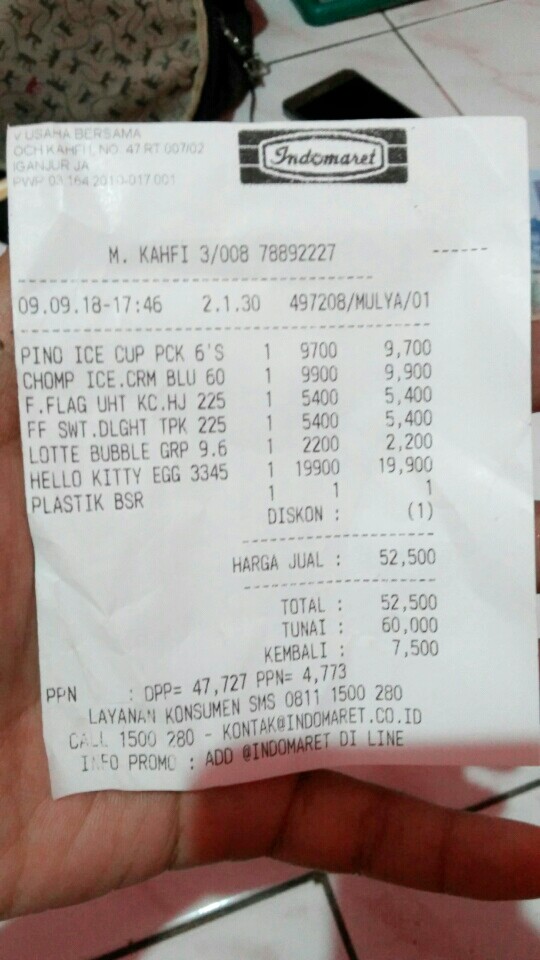 USAHA BERSAMA
OCH KAHFI, NO. 47 RT 007/02
GANJUR JA
PWP 03.164 2010-017.001
Indomaret
M. KAHFI 3/008 78892227 ------
09.09.18-17:46 2.1.30 497208/MULYA/01
PINO ICE CUP PCK 6'S 1 9700 9,700
CHOMP ICE.CRM BLU 60 1 9900 9,900
F.FLAG UHT KC.HJ 225 1 5400 5,400
FF SWT.DLGHT TPK 225 1 5400 5,400
LOTTE BUBBLE GRP 9.6 1 2200 2,200
HELLO KITTY EGG 3345 1 19900 19,900
PLASTIK BSR 1 1 1
DISKON : (1)
HARGA JUAL : 52,500
TOTAL : 52,500
TUNAI : 60,000
KEMBALI : 7,500
PPN : DPP= 47,727 PPN= 4,773
LAYANAN KONSUMEN SMS 0811 1500 280
CALL 1500 280 - KONTAK@INDOMARET.CO.ID
INFO PROMO : ADD @INDOMARET DI LINE